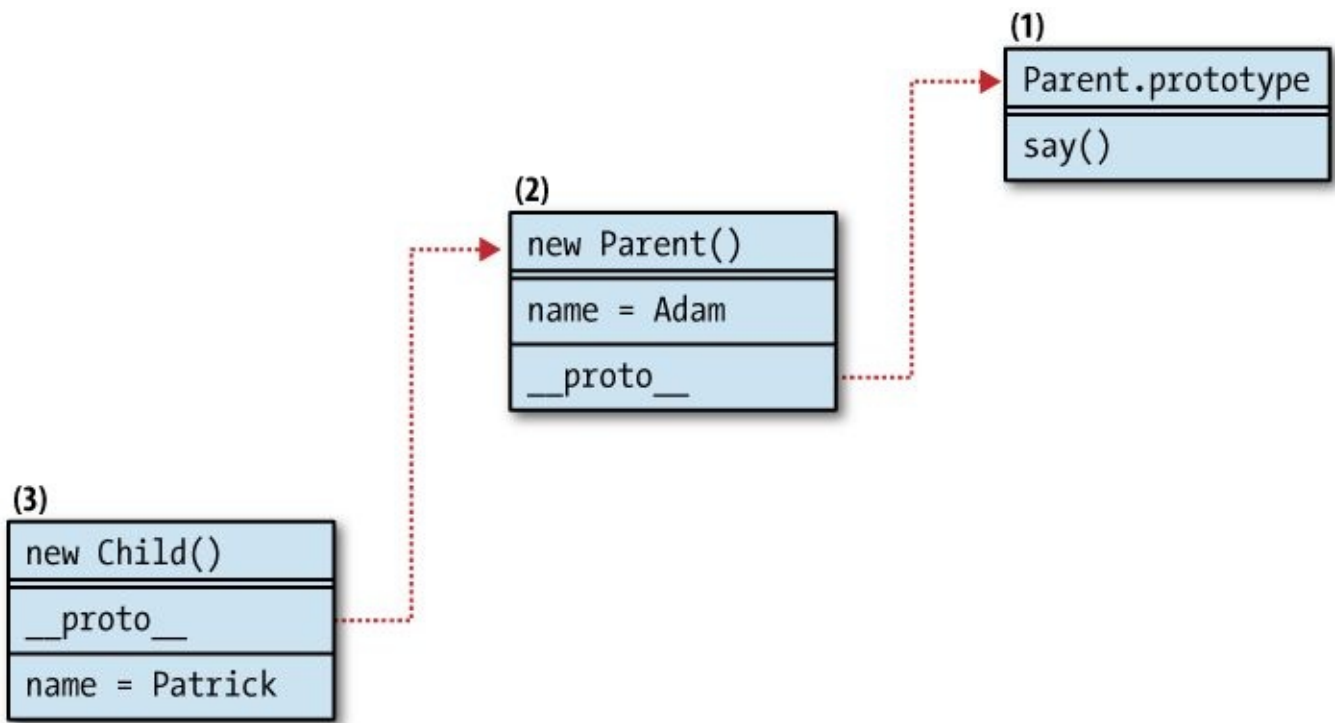 (1)
Parent.prototype
say()
(2)
new Parent()
name = Adam
__proto__
(3)
new Child()
__proto__
name = Patrick